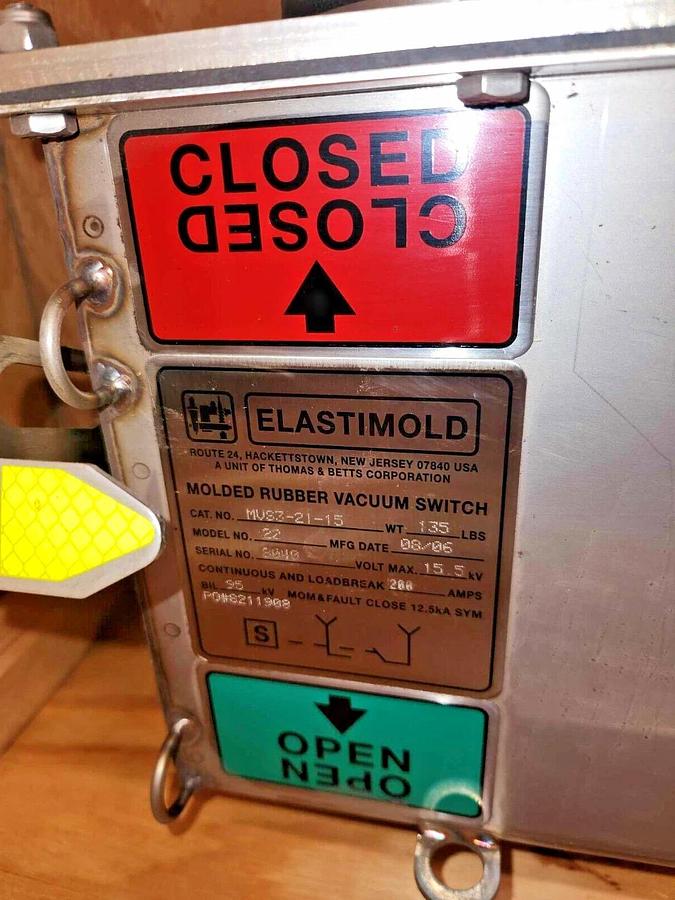 CLOSED
CLOSED
ELASTIMOLD
ROUTE 24, HACKETTSTOWN, NEW JERSEY 07840 USA
A UNIT OF THOMAS & BETTS CORPORATION
MOLDED RUBBER VACUUM SWITCH
CAT. NO. MVS3-21-15 WT. 135 LBS
MODEL NO. 22 MFG DATE 08/06
SERIAL NO. VOLT MAX. 15.5 kV
CONTINUOUS AND LOADBREAK 200 AMPS
BIL 95 kV MOM & FAULT CLOSE 12.5kA SYM
PO#8211908
S
OPEN
OPEN